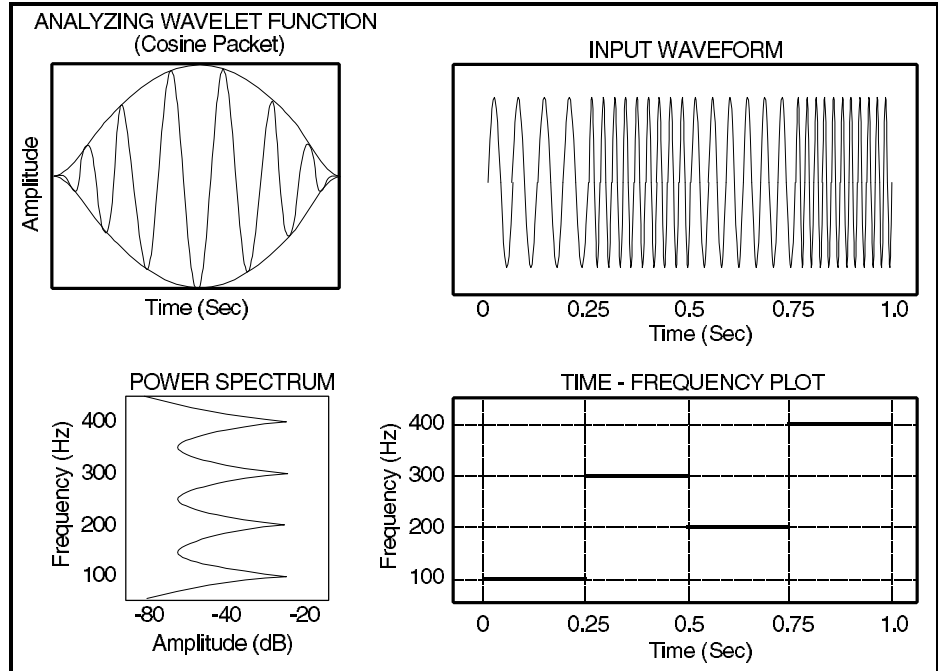 ANALYZING WAVELET FUNCTION
(Cosine Packet)
Amplitude
Time (Sec)
INPUT WAVEFORM
0 0.25 0.5 0.75 1.0
Time (Sec)
POWER SPECTRUM
Frequency (Hz)
400
300
200
100
-80 -40 -20
Amplitude (dB)
TIME - FREQUENCY PLOT
Frequency (Hz)
400
300
200
100
0 0.25 0.5 0.75 1.0
Time (Sec)